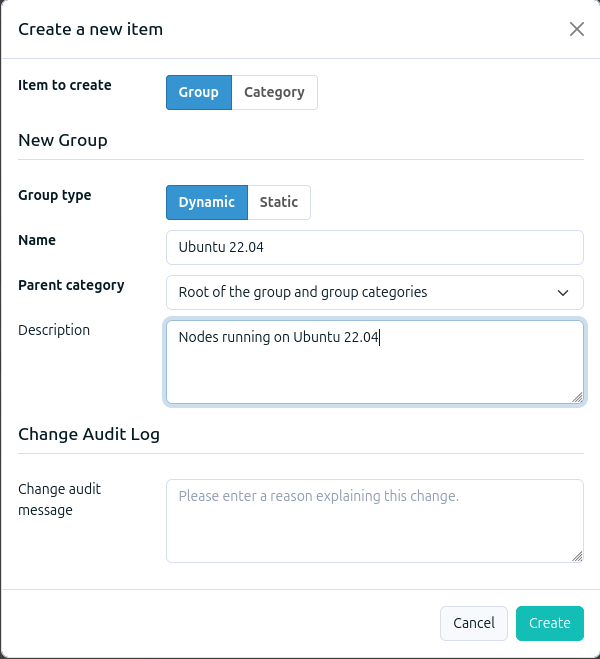 Create a new item
Item to create
Group
Category
New Group
Group type
Dynamic
Static
Name
Ubuntu 22.04
Parent category
Root of the group and group categories
Description
Nodes running on Ubuntu 22.04
Change Audit Log
Change audit
message
Please enter a reason explaining this change.
Cancel
Create